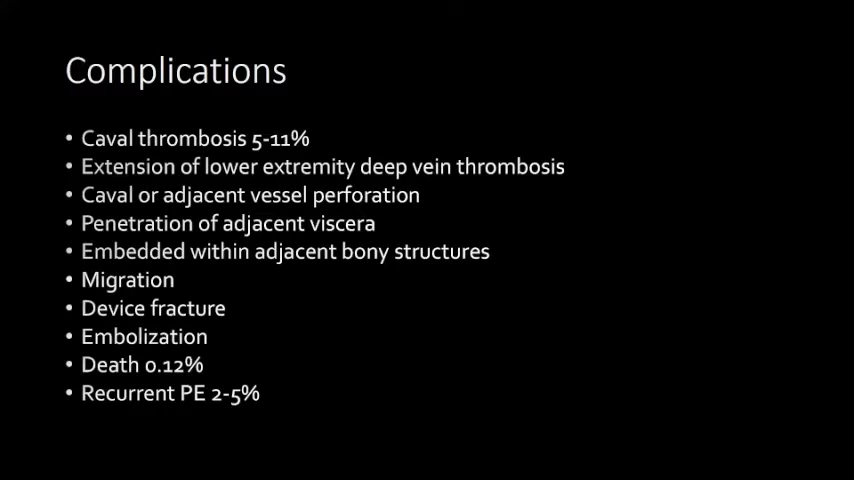 Complications
• Caval thrombosis 5-11%
• Extension of lower extremity deep vein thrombosis
• Caval or adjacent vessel perforation
• Penetration of adjacent viscera
• Embedded within adjacent bony structures
• Migration
• Device fracture
• Embolization
• Death 0.12%
• Recurrent PE 2-5%